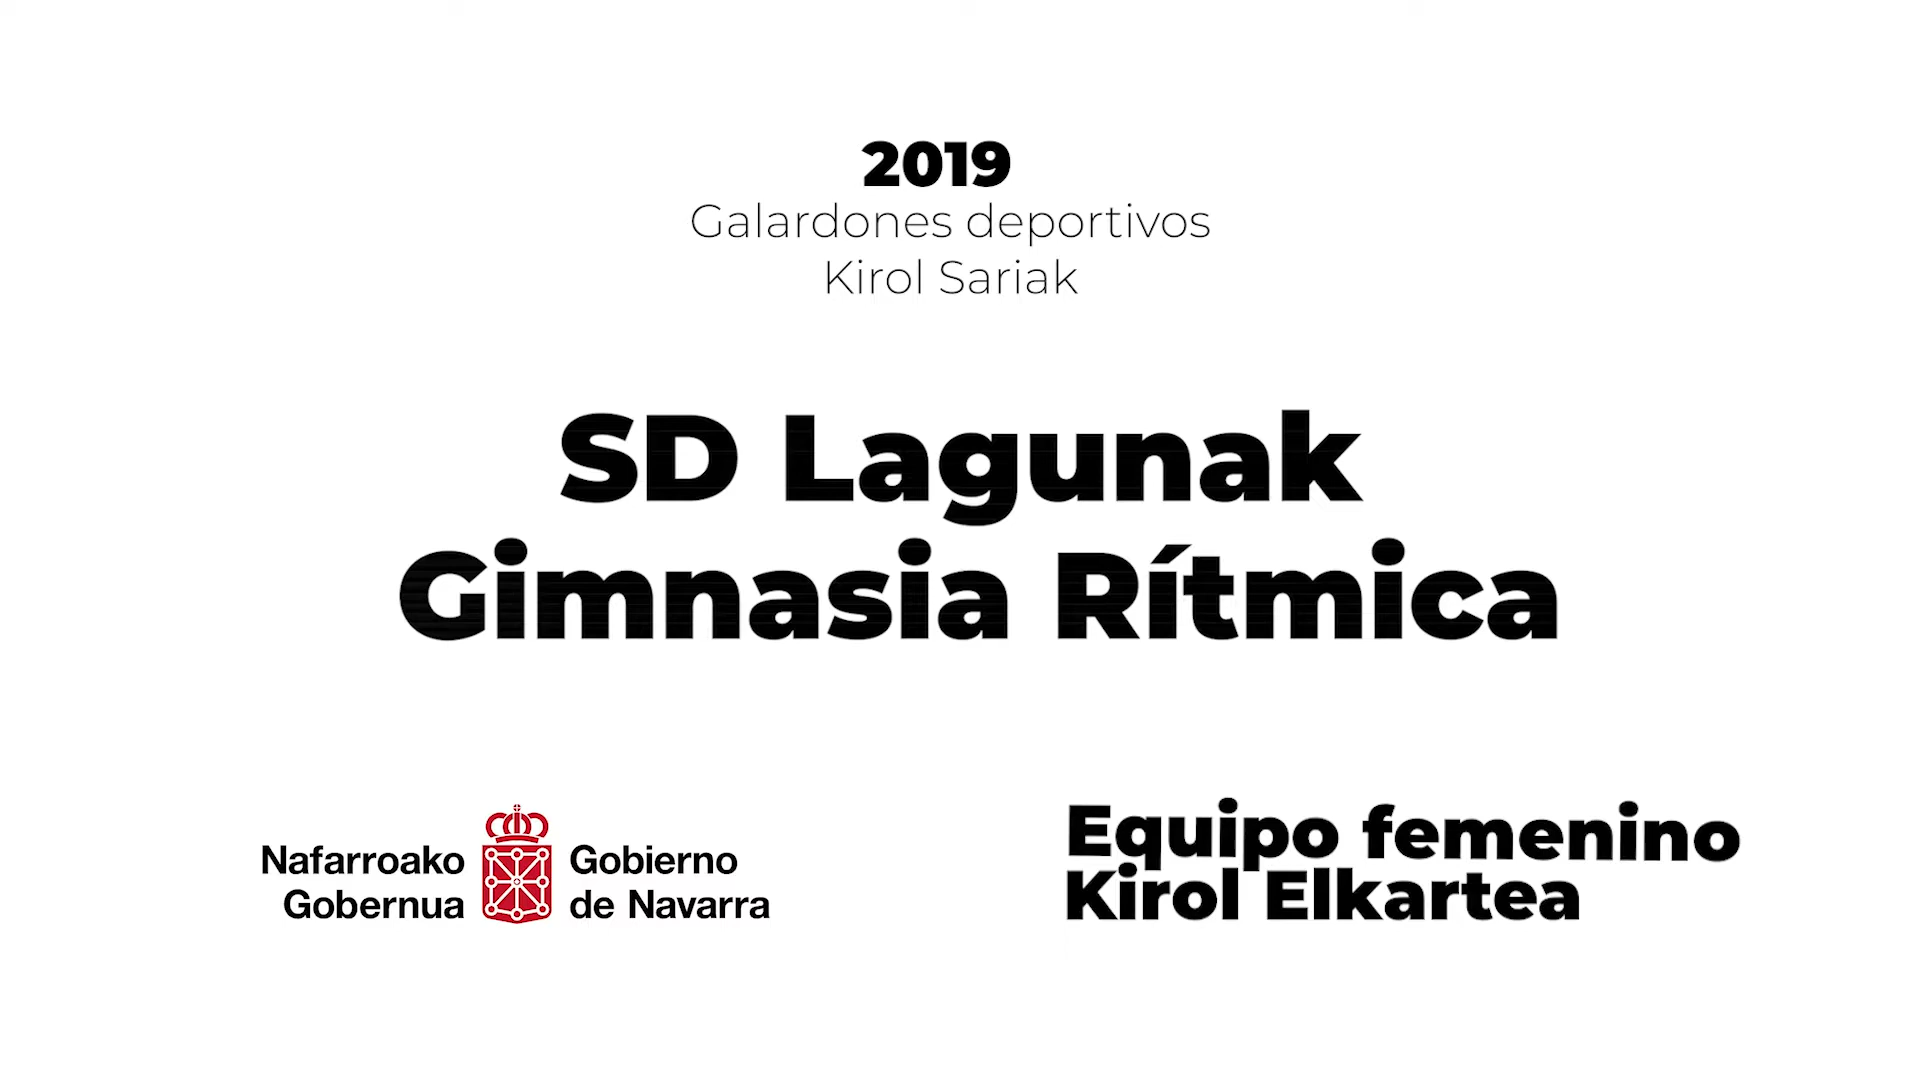 2019
Galardones deportivos
Kirol Sariak
SD Lagunak
Gimnasia Rítmica
Nafarroako
Gobernua
Gobierno
de Navarra
Equipo femenino
Kirol Elkartea